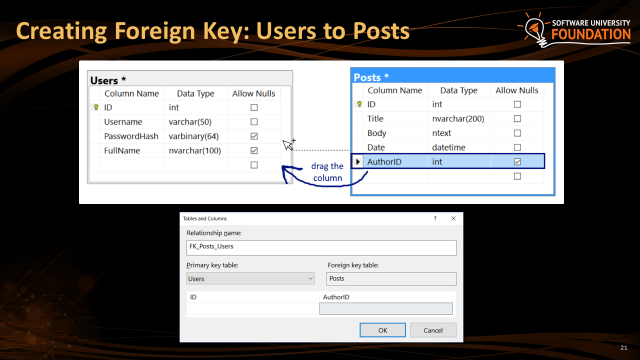 Creating Foreign Key: Users to Posts
SOFTWARE UNIVERSITY
FOUNDATION
Users *
Column Name Data Type Allow Nulls
ID int
Username varchar(50)
PasswordHash varbinary(64)
FullName nvarchar(100)
drag the
column
Posts *
Column Name Data Type Allow Nulls
ID int
Title nvarchar(200)
Body ntext
Date datetime
AuthorID int
Tables and Columns ? ×
Relationship name:
FK_Posts_Users
Primary key table: Foreign key table:
Users Posts
ID AuthorID
OK Cancel
21